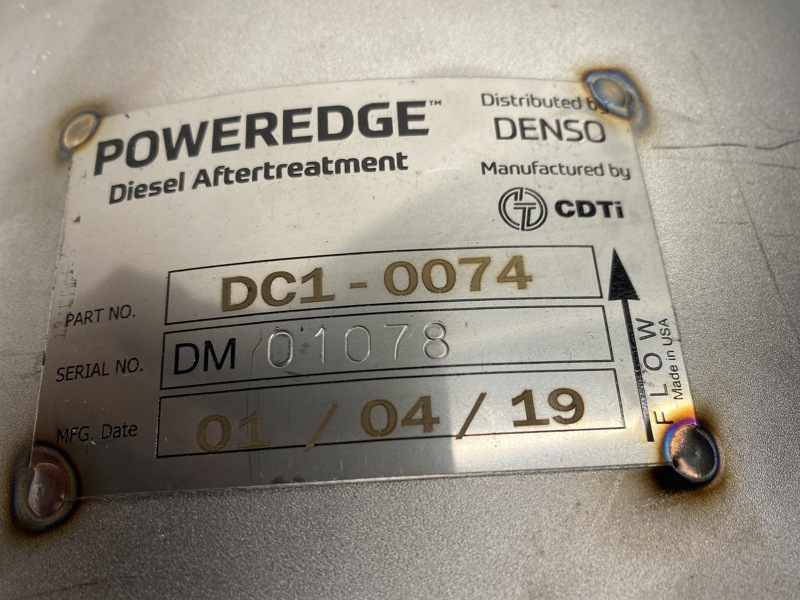 POWEREDGE™
Diesel Aftertreatment
Distributed by
DENSO
Manufactured by
CDTi
PART NO. DC1-0074
SERIAL NO. DM 01078
MFG. Date 01 / 04 / 19
FLOW
Made in USA